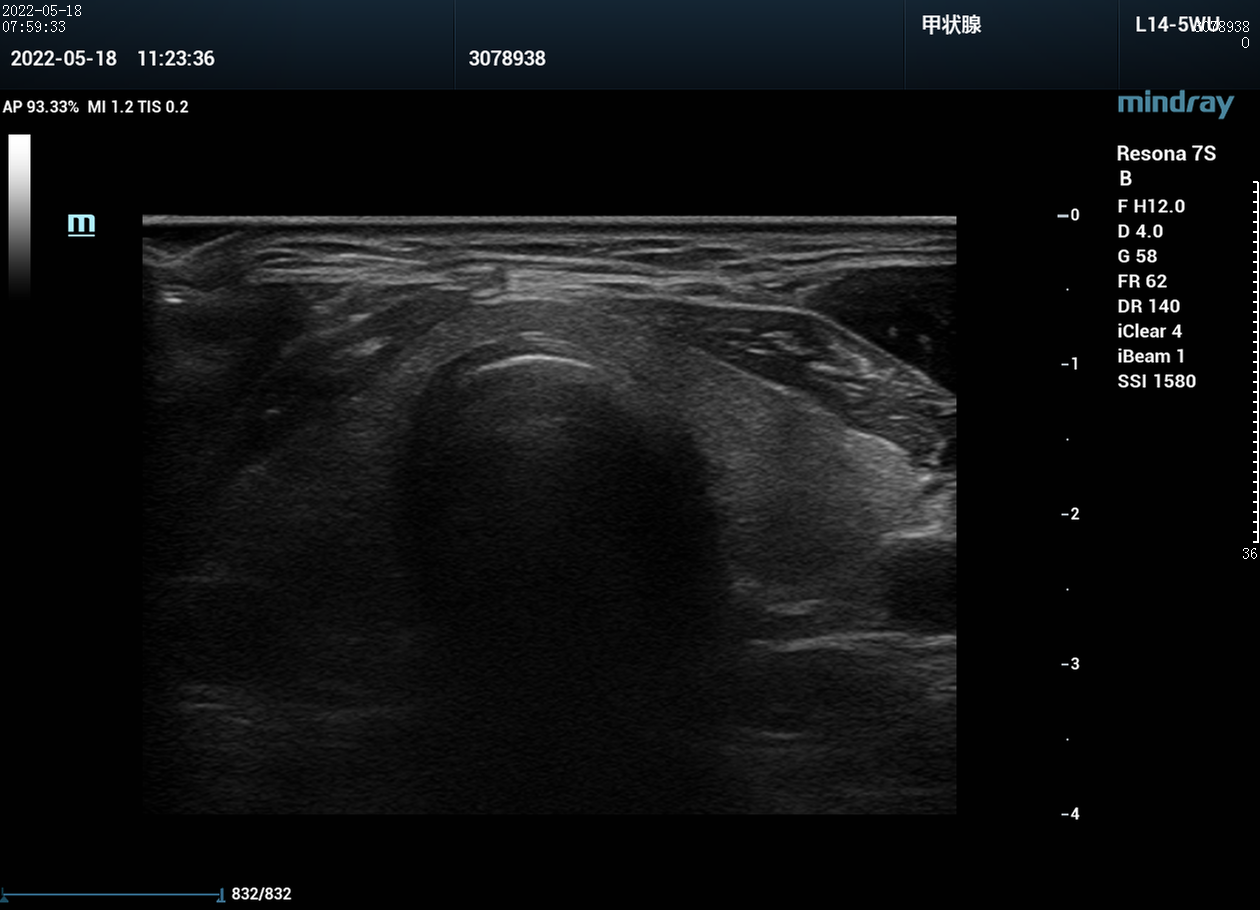 2022-05-18
07:59:33
甲状腺
L14-5WU
3078938
0
2022-05-18 11:23:36
3078938
AP 93.33% MI 1.2 TIS 0.2
mindray
Resona 7S
B
m
F H12.0
D 4.0
G 58
FR 62
DR 140
iClear 4
iBeam 1
SSI 1580
0
-1
-2
-3
-4
36
832/832